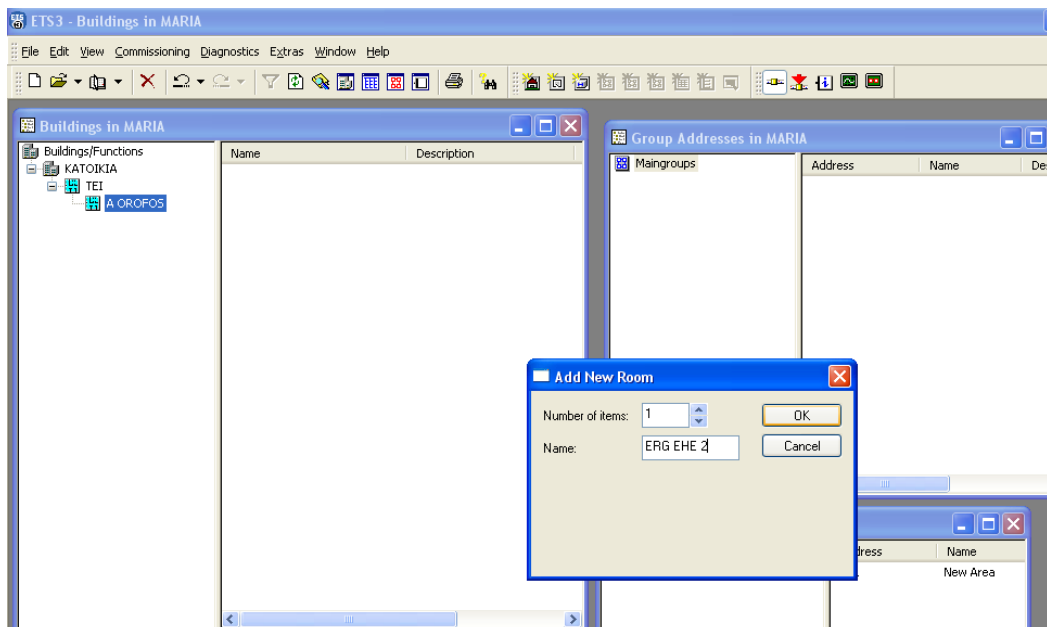 ETS3 - Buildings in MARIA
File Edit View Commissioning Diagnostics Extras Window Help
Buildings in MARIA
Buildings/Functions
KATOIKIA
TEI
A OROFOS
Name Description
Group Addresses in MARIA
Maingroups
Address Name
Add New Room
Number of items: 1 OK
Name: ERG EHE 2 Cancel
Name
New Area